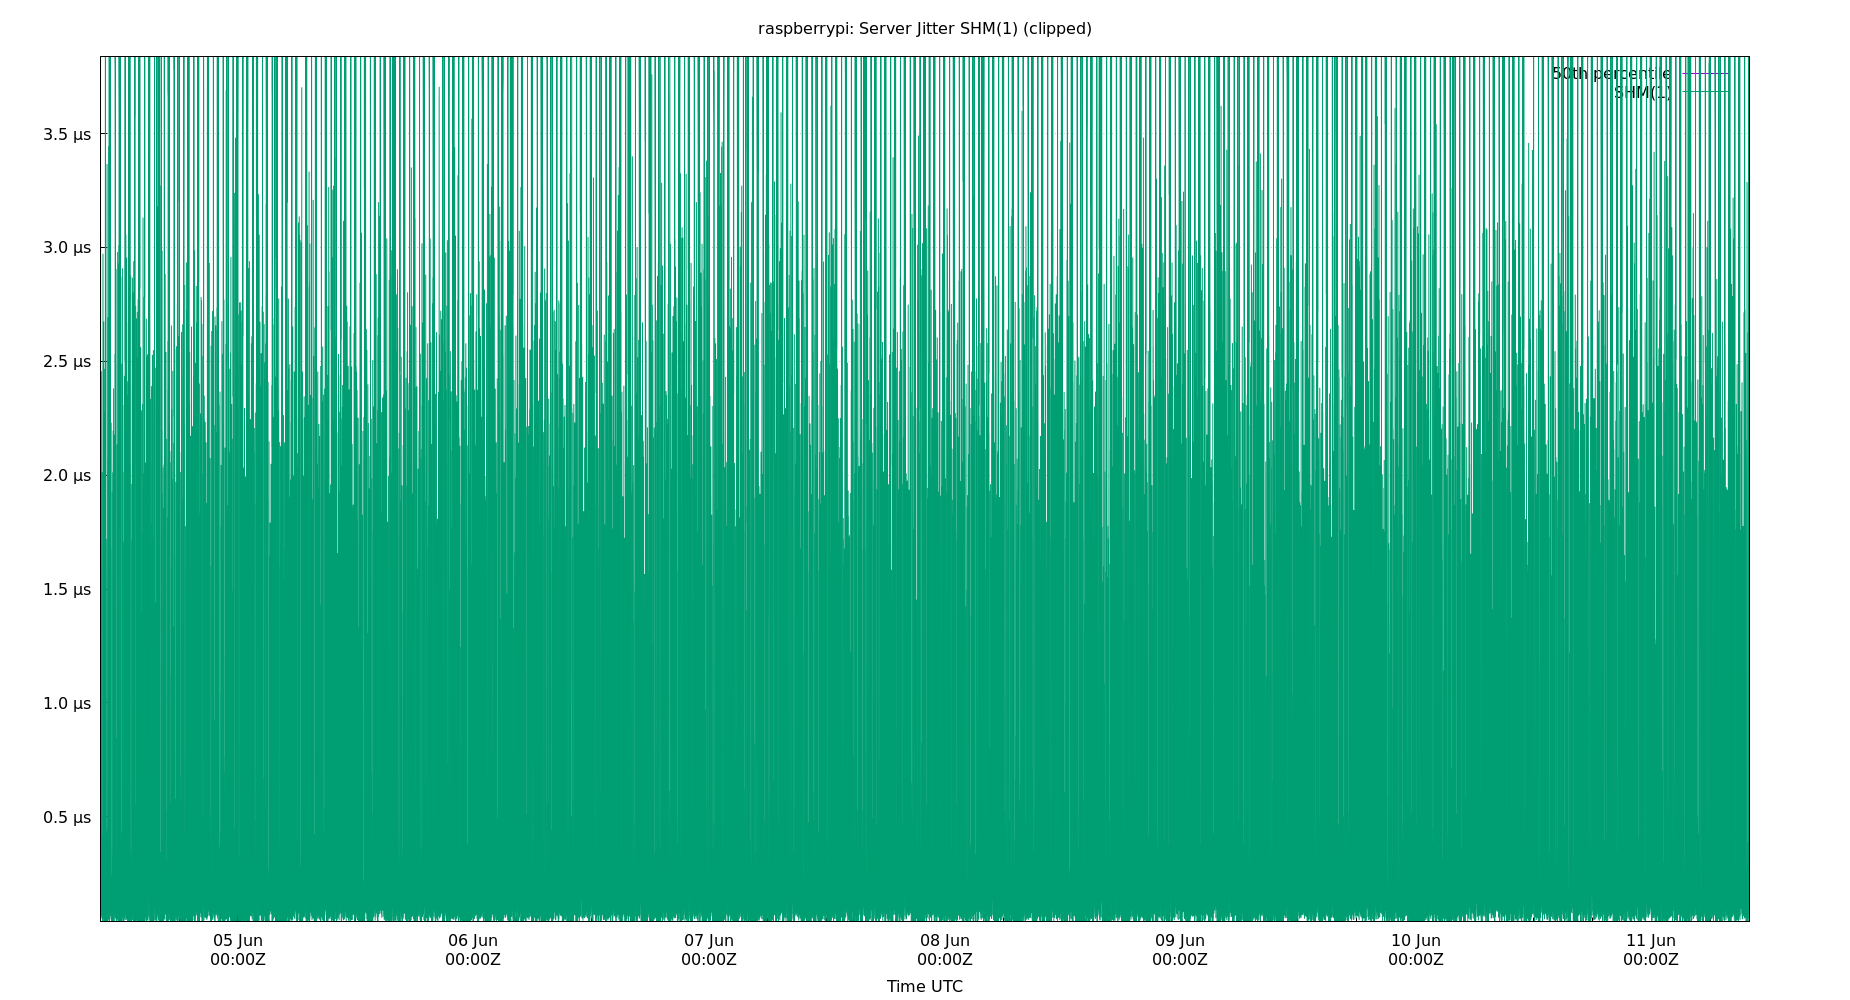 raspberrypi: Server Jitter SHM(1) (clipped)
50th percentile
SHM(1)
3.5 µs
3.0 µs
2.5 µs
2.0 µs
1.5 µs
1.0 µs
0.5 µs
05 Jun 06 Jun 07 Jun 08 Jun 09 Jun 10 Jun 11 Jun
00:00Z 00:00Z 00:00Z 00:00Z 00:00Z 00:00Z 00:00Z
Time UTC